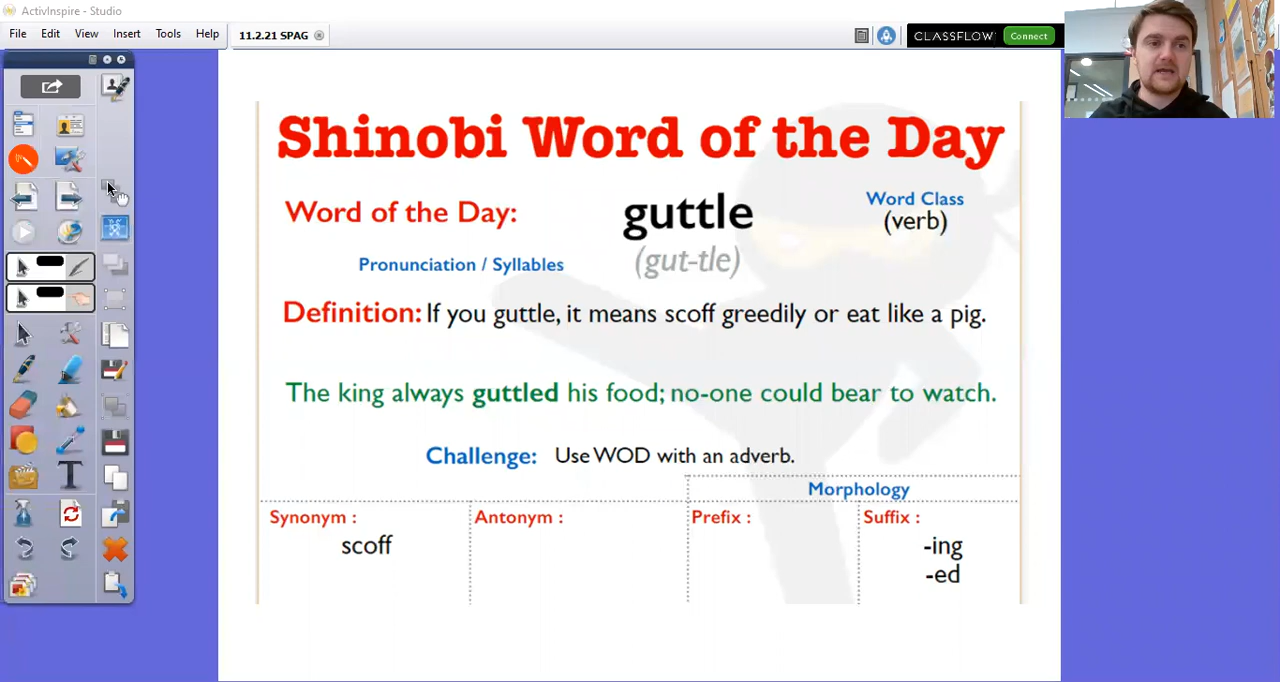 ActivInspire - Studio
File Edit View Insert Tools Help
11.2.21 SPAG
CLASSFLOW Connect
Shinobi Word of the Day
Word of the Day: guttle
Word Class
(verb)
Pronunciation / Syllables (gut-tle)
Definition: If you guttle, it means scoff greedily or eat like a pig.
The king always guttled his food; no-one could bear to watch.
Challenge: Use WOD with an adverb.
Morphology
Synonym : Antonym : Prefix : Suffix :
scoff -ing
-ed